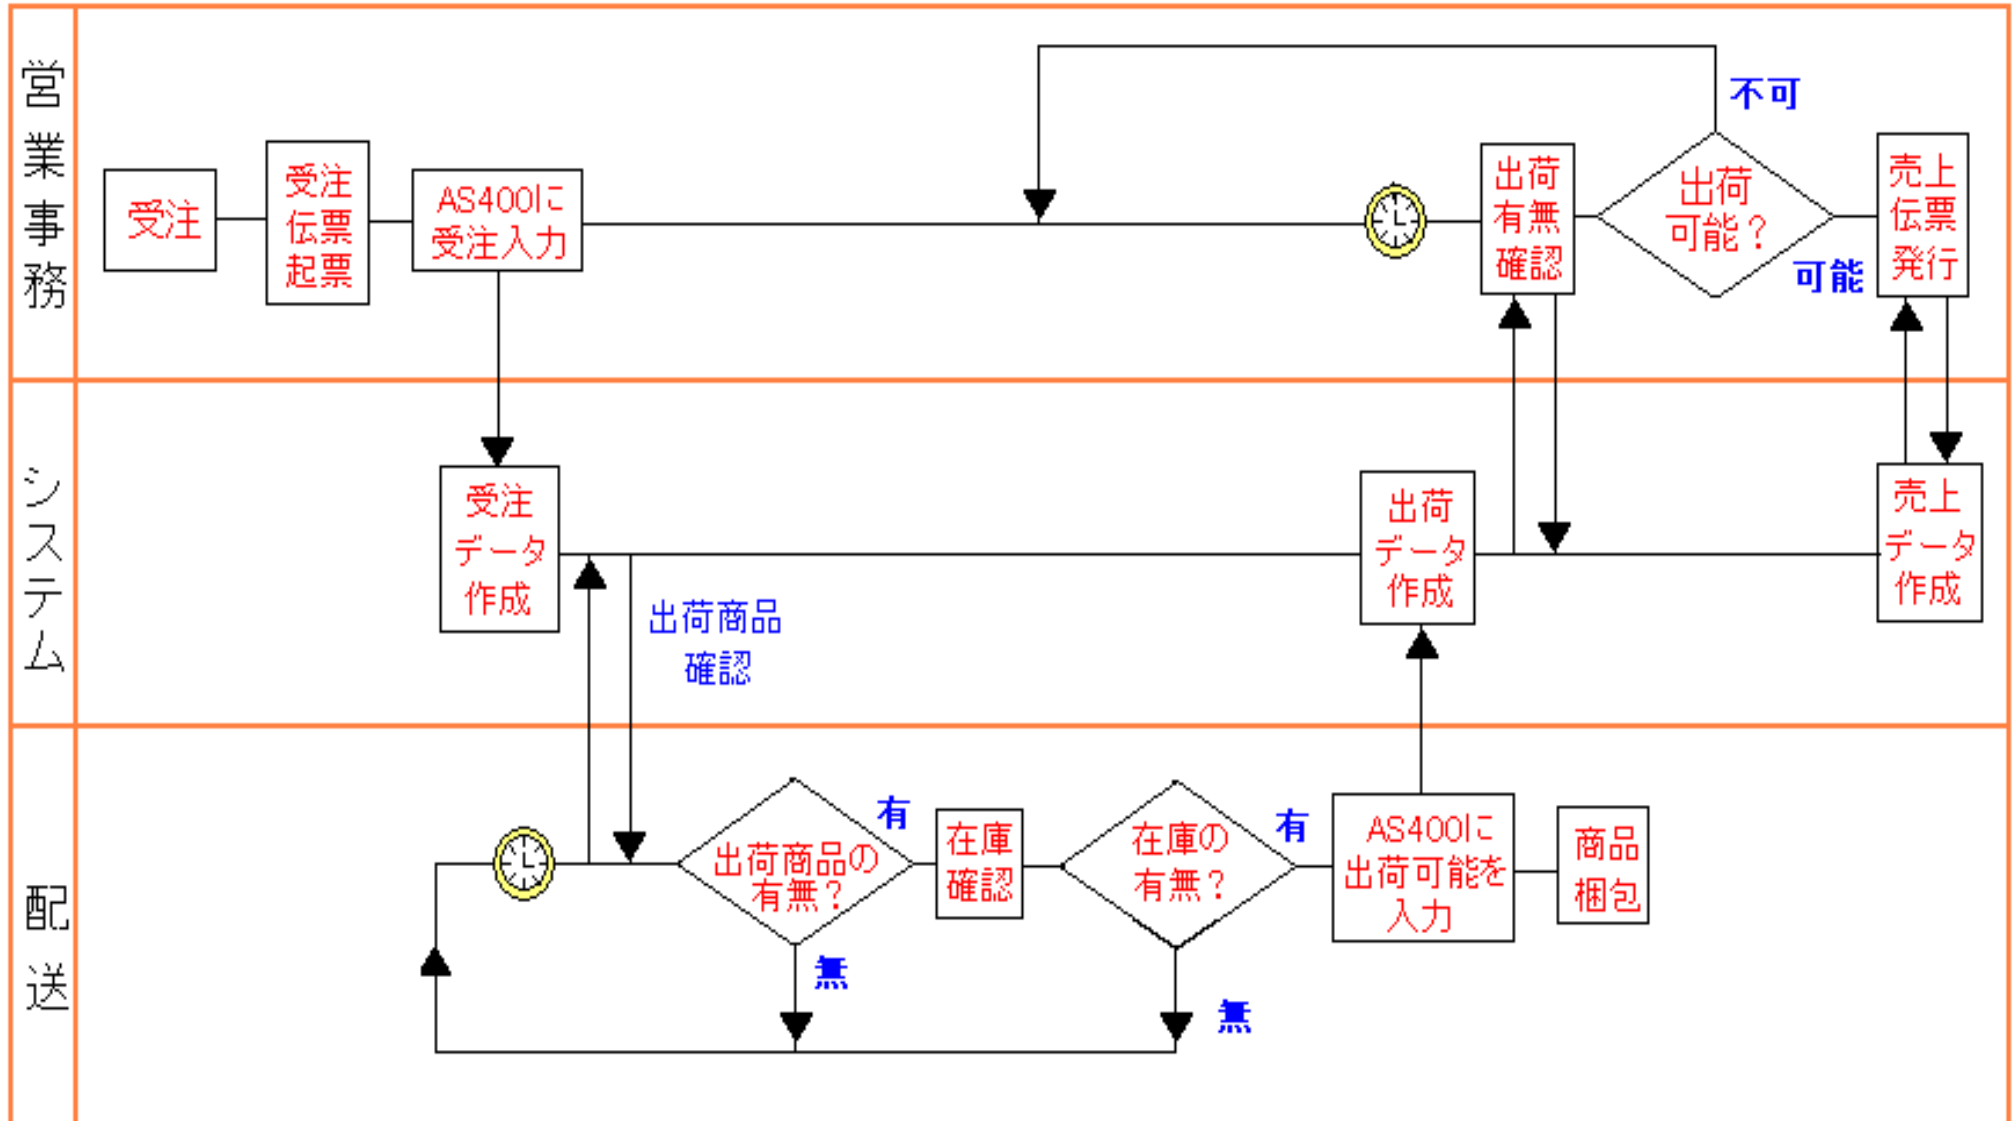 営業事務
受注
受注
伝票
起票
AS400に
受注入力
出荷
有無
確認
出荷
可能？
不可
可能
売上
伝票
発行
システム
受注
データ
作成
出荷商品
確認
出荷
データ
作成
売上
データ
作成
配送
出荷商品の
有無？
有
無
在庫
確認
在庫の
有無？
有
無
AS400に
出荷可能を
入力
商品
梱包